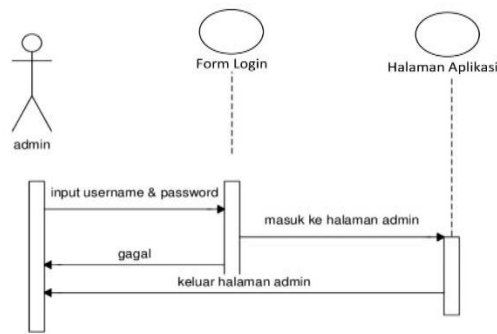 Form Login
Halaman Aplikasi
admin
input username & password
masuk ke halaman admin
gagal
keluar halaman admin